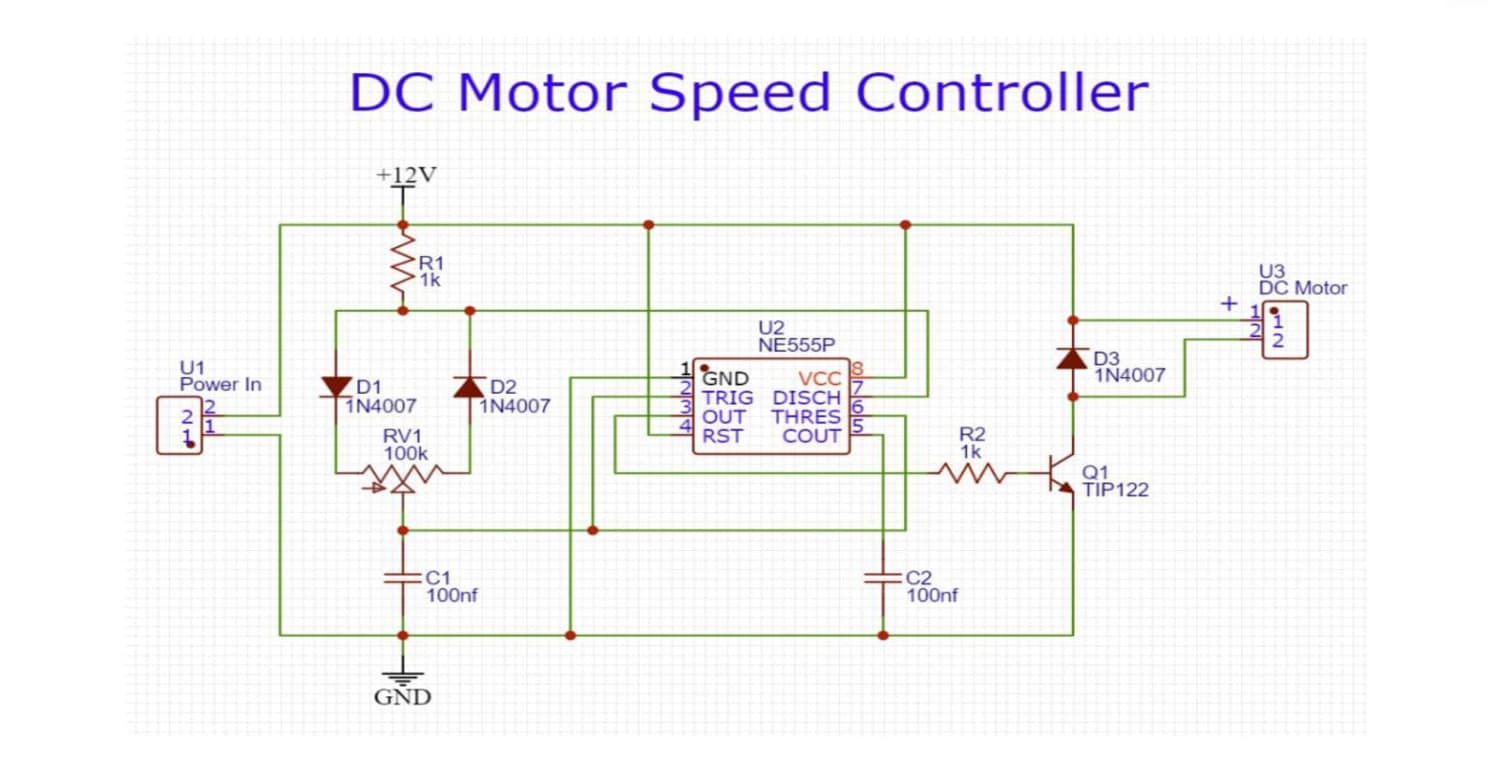 DC Motor Speed Controller
+12V
R1
1k
U3
DC Motor
+
1
2
1
2
U2
NE555P
U1
Power In
2
1
2
1
D1
1N4007
D2
1N4007
RV1
100k
1
2
3
4
GND
TRIG
OUT
RST
VCC
DISCH
THRES
COUT
8
7
6
5
D3
1N4007
R2
1k
Q1
TIP122
C1
100nf
C2
100nf
GND